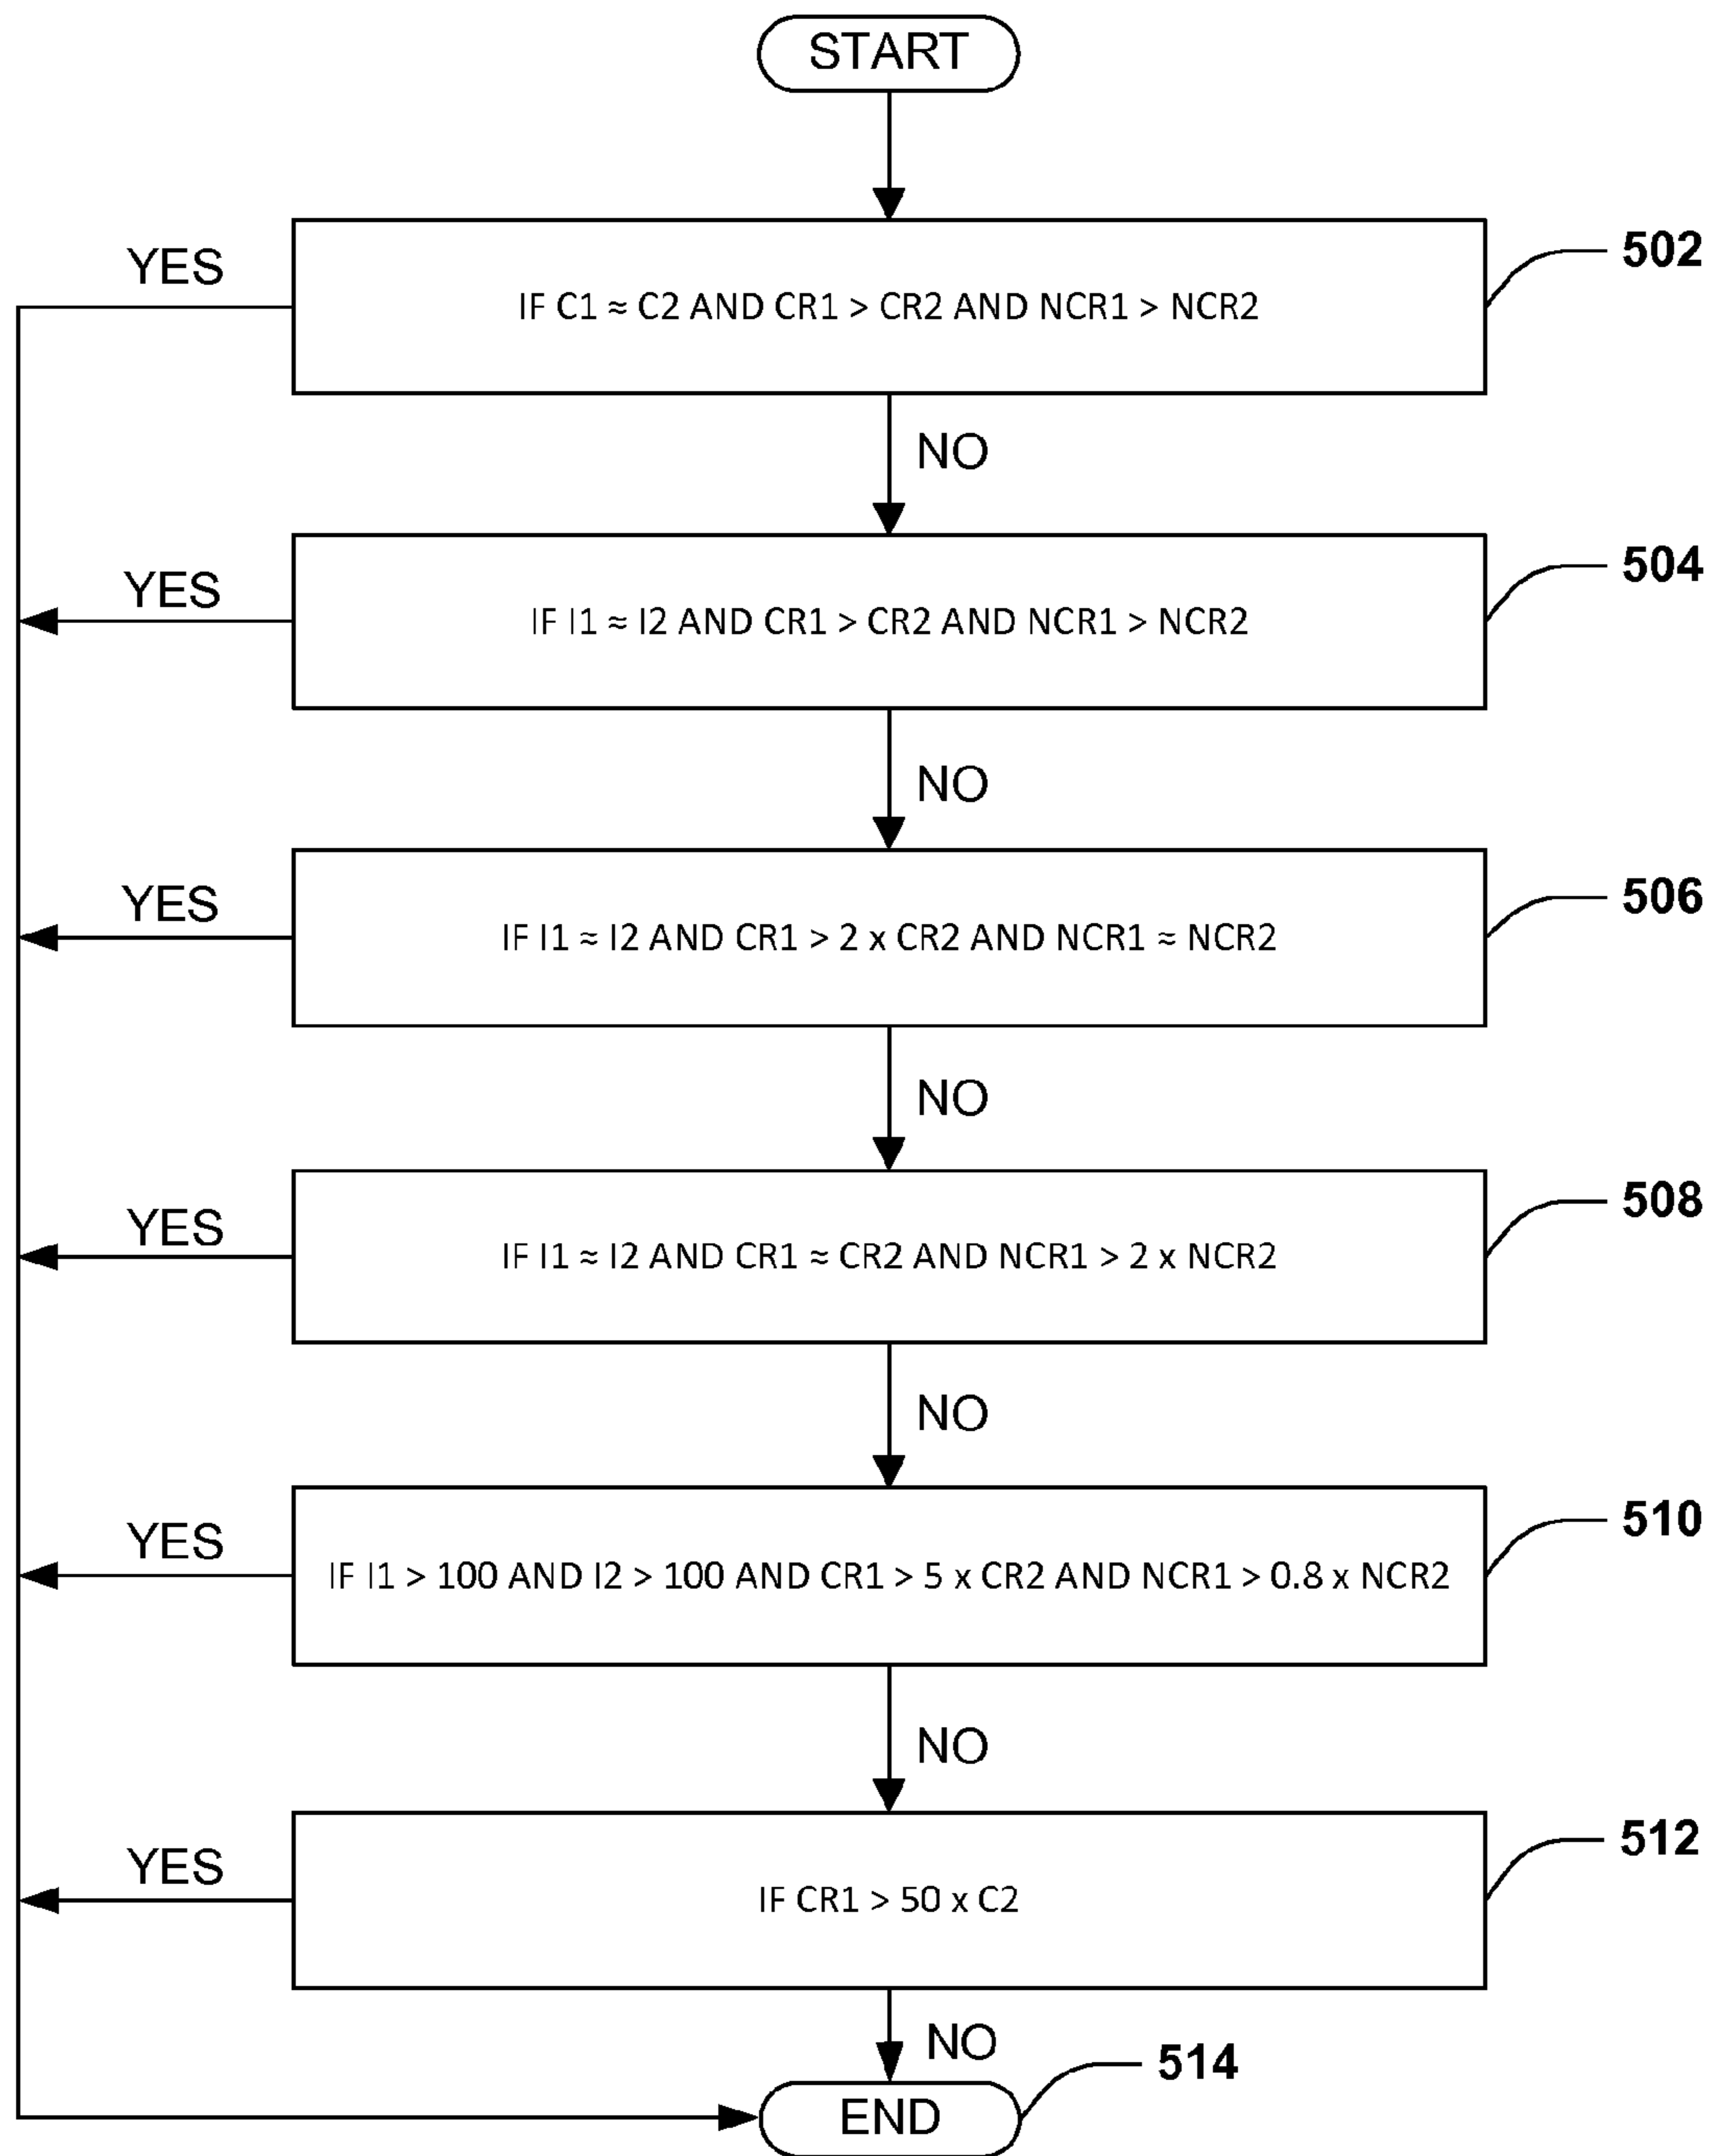 START
YES
502
IF C1 ≈ C2 AND CR1 > CR2 AND NCR1 > NCR2
NO
504
YES
IF I1 ≈ I2 AND CR1 > CR2 AND NCR1 > NCR2
NO
506
YES
IF I1 ≈ I2 AND CR1 > 2 x CR2 AND NCR1 ≈ NCR2
NO
508
YES
IF I1 ≈ I2 AND CR1 ≈ CR2 AND NCR1 > 2 x NCR2
NO
510
YES
IF I1 > 100 AND I2 > 100 AND CR1 > 5 x CR2 AND NCR1 > 0.8 x NCR2
NO
512
YES
IF CR1 > 50 x C2
NO
514
END